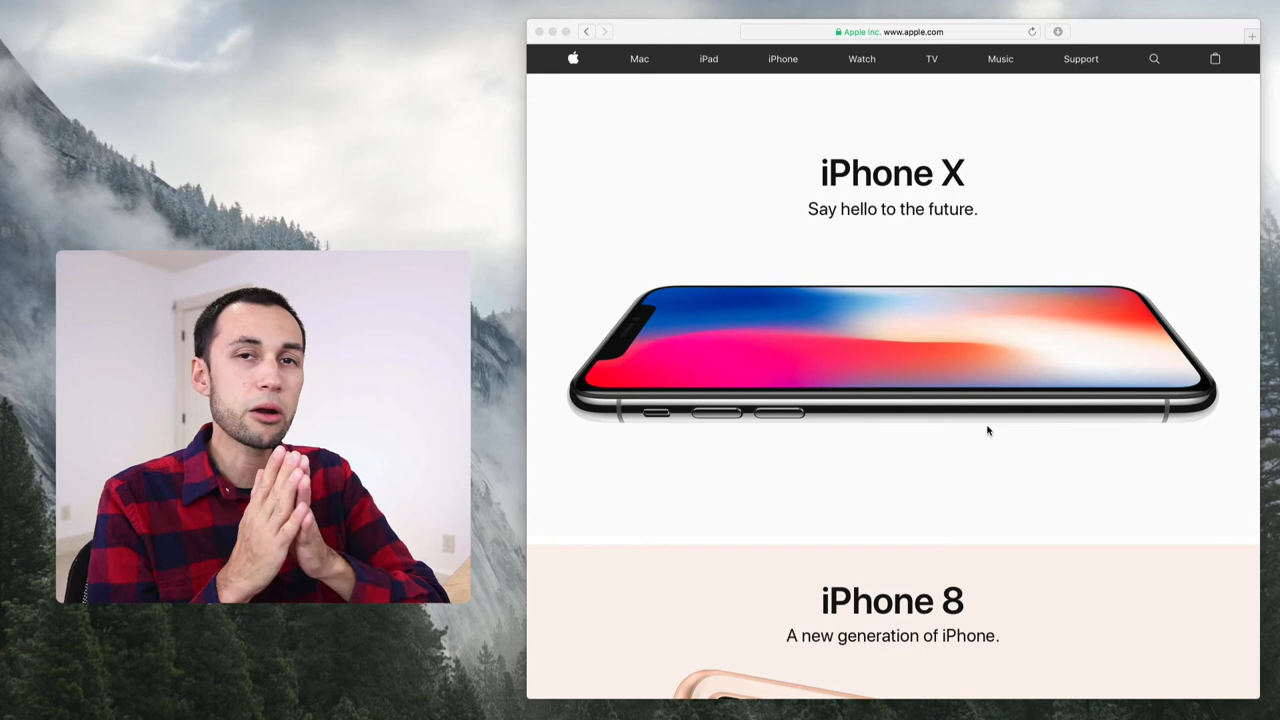 Apple Inc. www.apple.com
Mac iPad iPhone Watch TV Music Support
iPhone X
Say hello to the future.
iPhone 8
A new generation of iPhone.